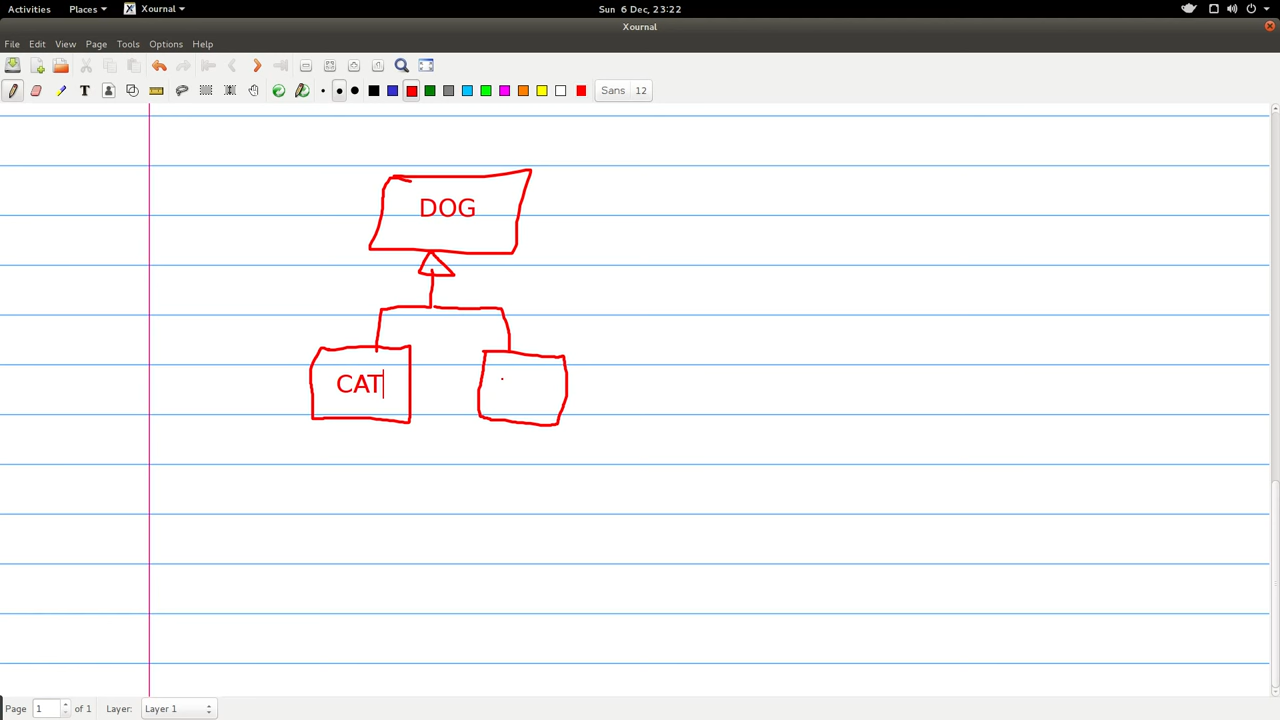 Activities Places Xournal Sun 6 Dec, 23:22
Xournal
File Edit View Page Tools Options Help
T Sans 12
DOG
CAT
Page 1 of 1 Layer: Layer 1